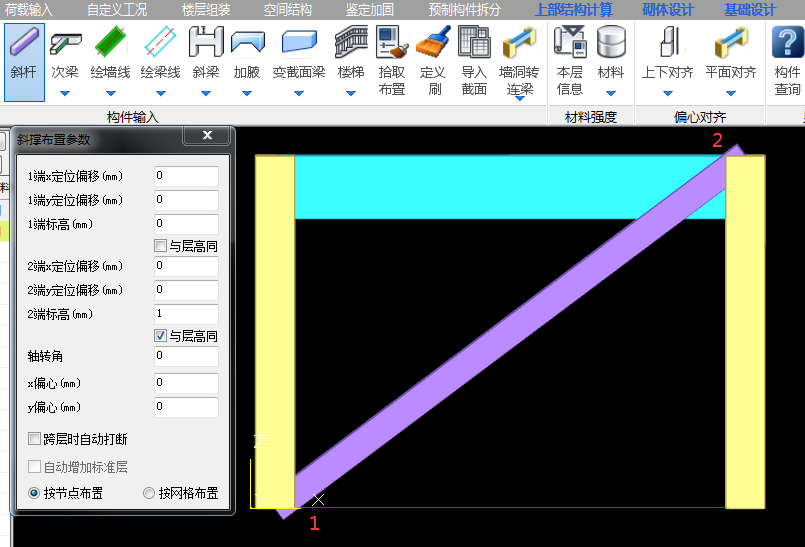 荷载输入 自定义工况 楼层组装 空间结构 鉴定加固 预制构件拆分 上部结构计算 砌体设计 基础设计
斜杆 次梁 绘墙线 绘梁线 斜梁 加腋 变截面梁 楼梯 拾取布置 定义刷 导入截面 墙洞转连梁 本层信息 材料 上下对齐 平面对齐 构件查询
构件输入 材料强度 偏心对齐
斜撑布置参数
1端x定位偏移(mm) 0
1端y定位偏移(mm) 0
1端标高(mm) 0
与层高同
2端x定位偏移(mm) 0
2端y定位偏移(mm) 0
2端标高(mm) 1
与层高同
轴转角 0
x偏心(mm) 0
y偏心(mm) 0
跨层时自动打断
自动增加标准层
按节点布置 按网格布置
料
2
1